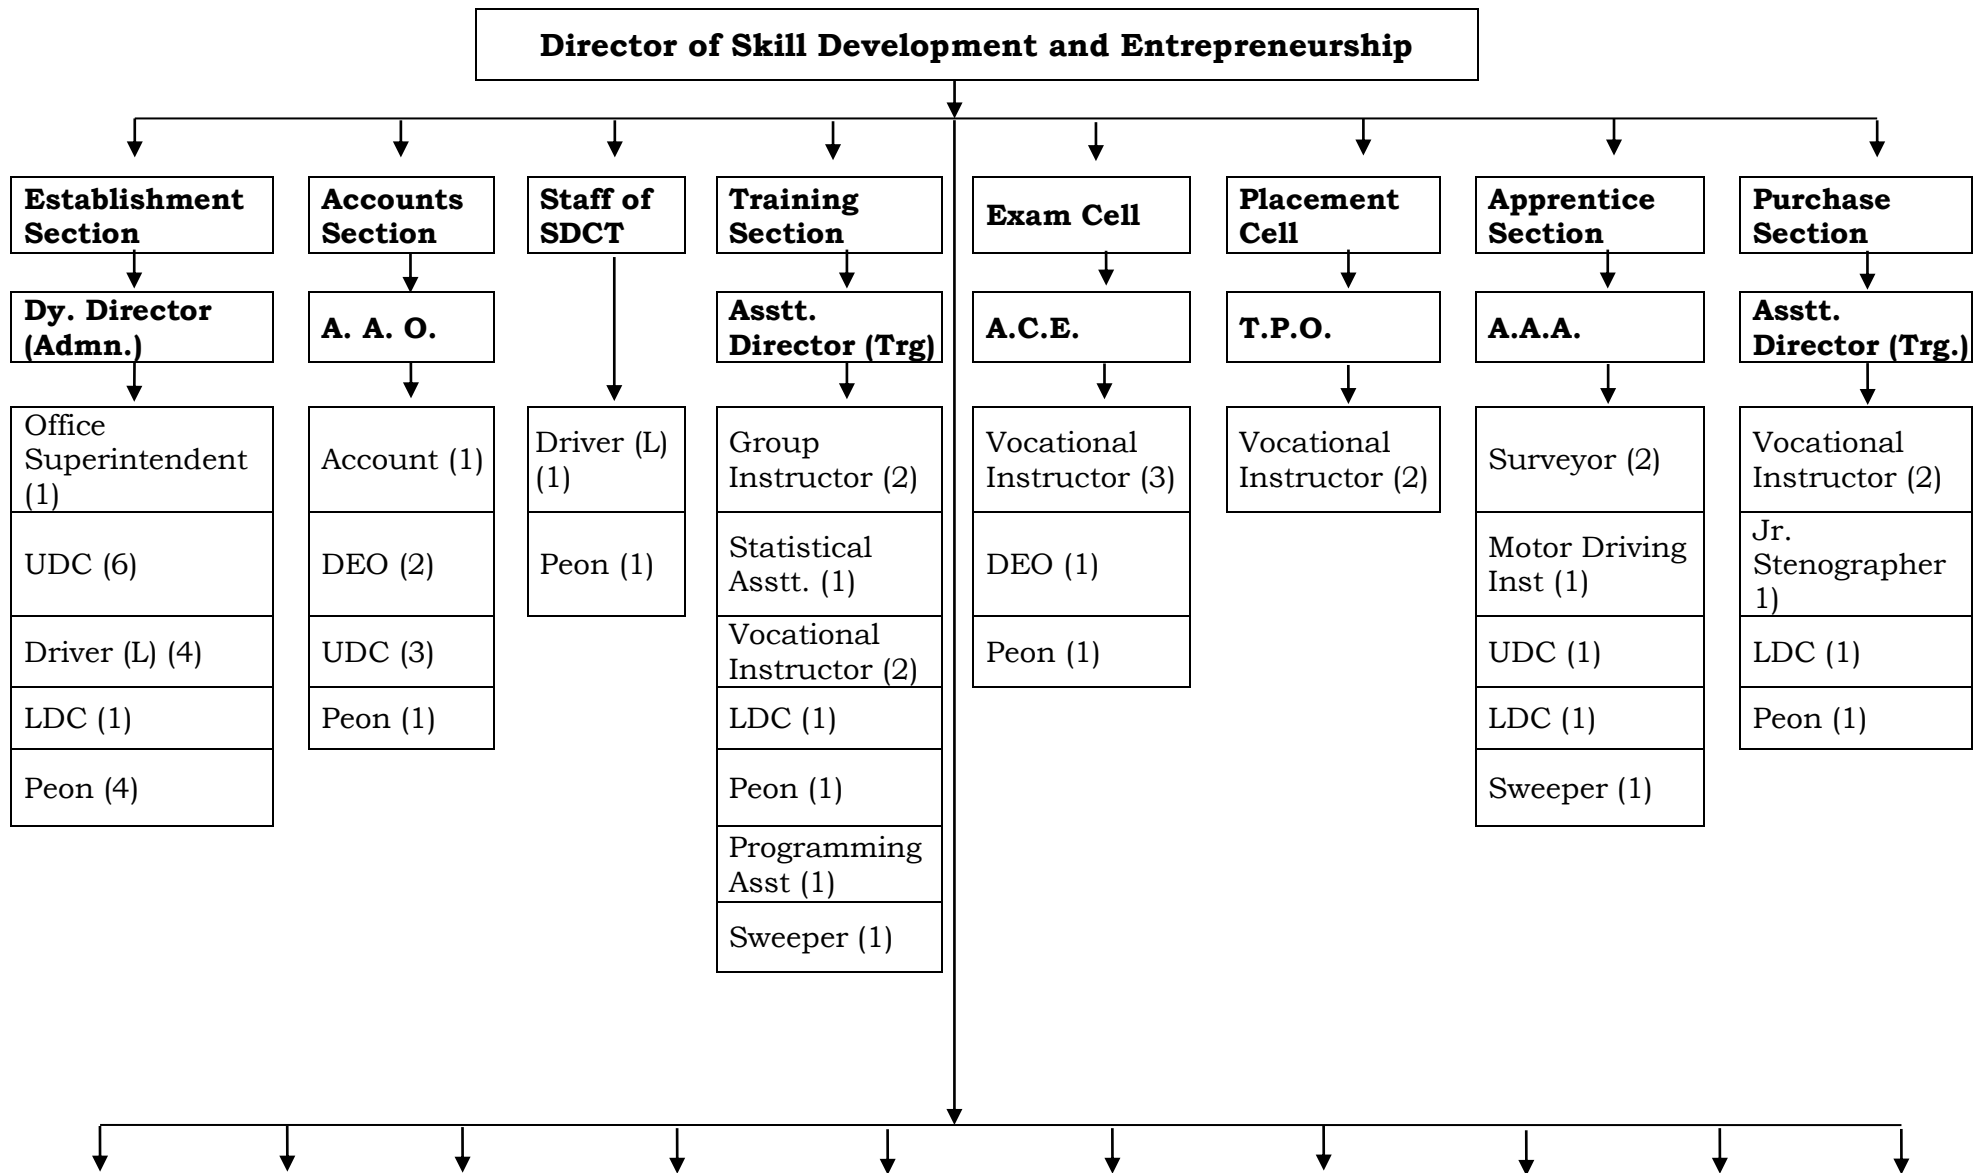 Director of Skill Development and Entrepreneurship
Establishment
Section
Accounts
Section
Staff of
SDCT
Training
Section
Exam Cell
Placement
Cell
Apprentice
Section
Purchase
Section
Dy. Director
(Admn.)
A. A. O.
Asstt.
Director (Trg)
A.C.E.
T.P.O.
A.A.A.
Asstt.
Director (Trg.)
Office
Superintendent
(1)
Account (1)
Driver (L)
(1)
Group
Instructor (2)
Vocational
Instructor (3)
Vocational
Instructor (2)
Surveyor (2)
Vocational
Instructor (2)
UDC (6)
DEO (2)
Peon (1)
Statistical
Asstt. (1)
DEO (1)
Motor Driving
Inst (1)
Jr.
Stenographer
1)
Driver (L) (4)
UDC (3)
Vocational
Instructor (2)
Peon (1)
UDC (1)
LDC (1)
LDC (1)
Peon (1)
LDC (1)
LDC (1)
Peon (1)
Peon (4)
Peon (1)
Sweeper (1)
Programming
Asst (1)
Sweeper (1)